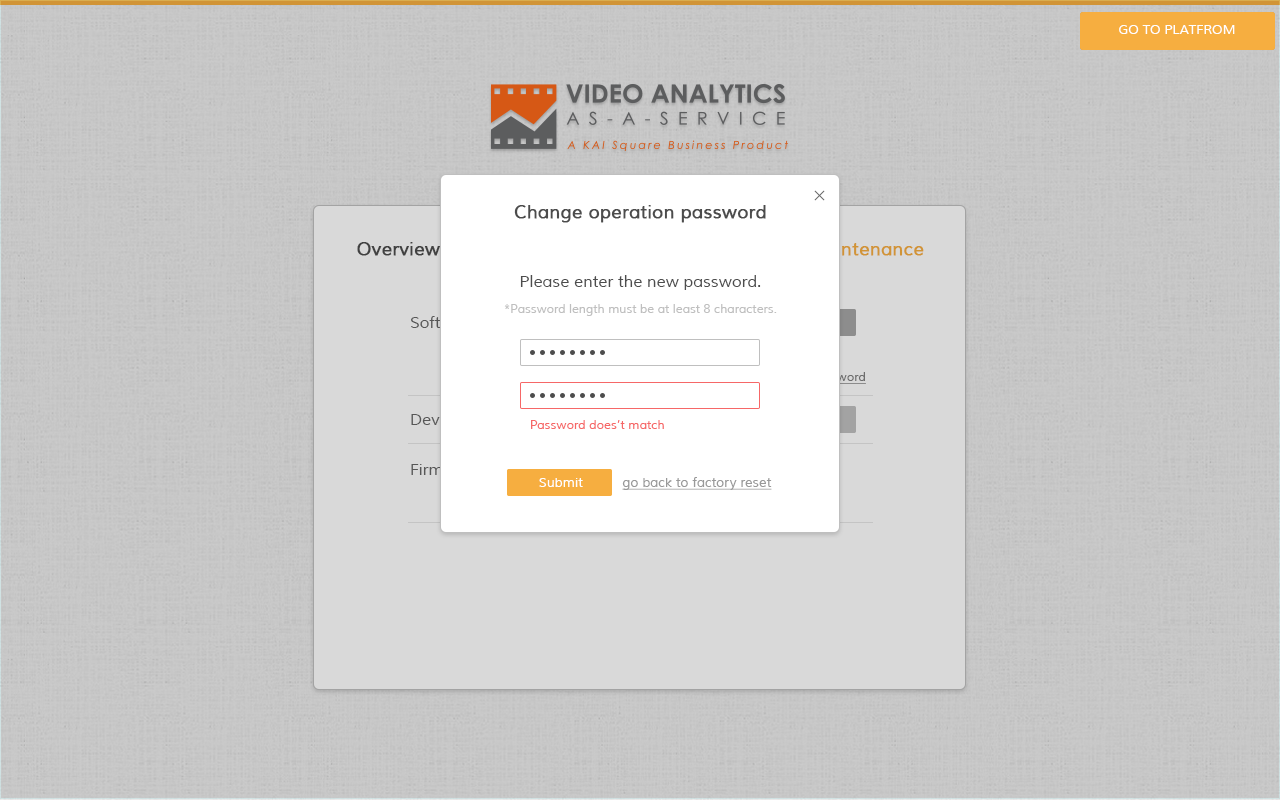 GO TO PLATFROM
VIDEO ANALYTICS
AS-A-SERVICE
A KAI Square Business Product
Change operation password
Overview
ntenance
Please enter the new password.
*Password length must be at least 8 characters.
Soft
word
Dev
Password does't match
Firm
Submit
go back to factory reset